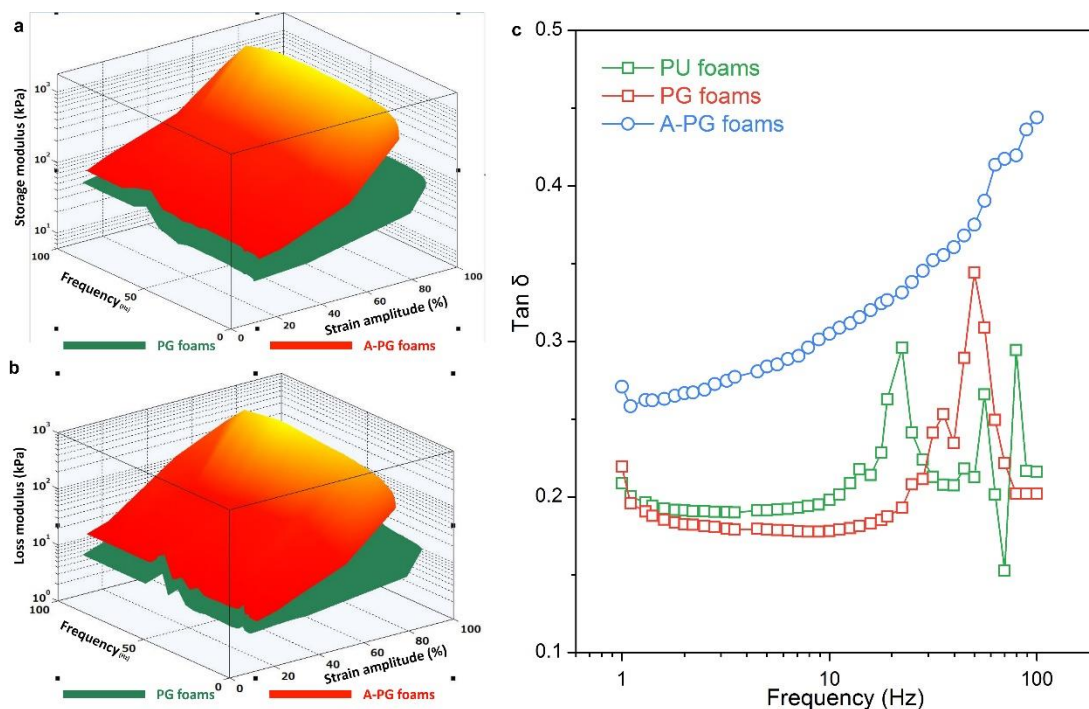 a
Storage modulus (kPa)
10³
10²
10¹
100
Frequency (Hz)
50
0
0
20
40
60
80
100
Strain amplitude (%)
PG foams
A-PG foams
b
Loss modulus (kPa)
10³
10²
10¹
10⁰
100
Frequency (Hz)
50
0
0
20
40
60
80
100
Strain amplitude (%)
PG foams
A-PG foams
c
PU foams
PG foams
A-PG foams
Tan δ
0.5
0.4
0.3
0.2
0.1
1
10
100
Frequency (Hz)